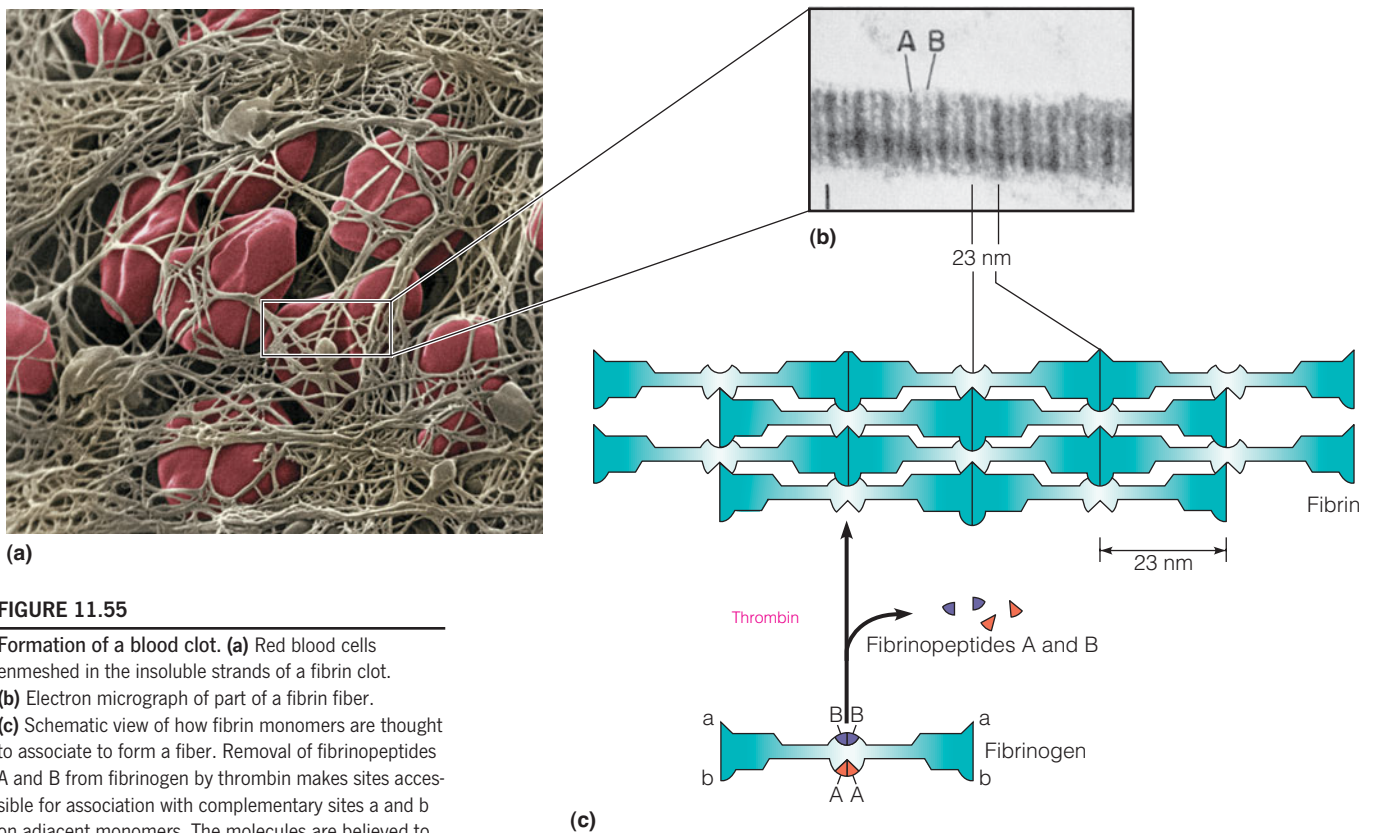 A B
(b)
23 nm
Fibrin
23 nm
(a)
Thrombin
Fibrinopeptides A and B
B B
a
a
Fibrinogen
b
b
A A
(c)
FIGURE 11.55
Formation of a blood clot. (a) Red blood cells
enmeshed in the insoluble strands of a fibrin clot.
(b) Electron micrograph of part of a fibrin fiber.
(c) Schematic view of how fibrin monomers are thought
to associate to form a fiber. Removal of fibrinopeptides
A and B from fibrinogen by thrombin makes sites acces-
sible for association with complementary sites a and b
on adjacent monomers. The molecules are believed to